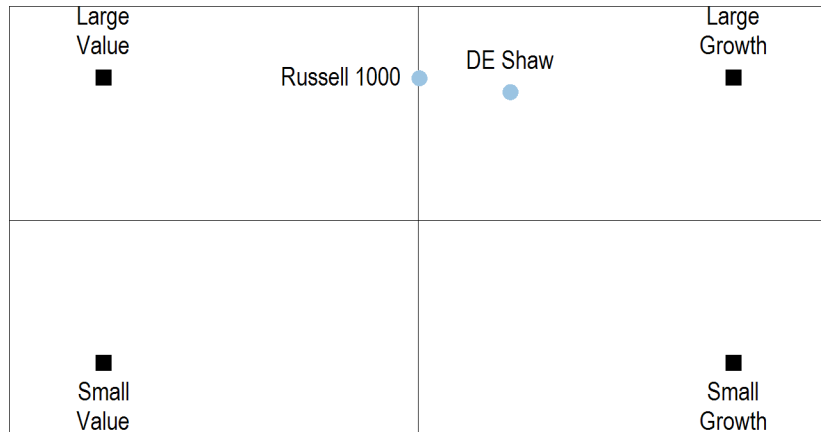 Large
Value
Large
Growth
DE Shaw
Russell 1000
Small
Value
Small
Growth